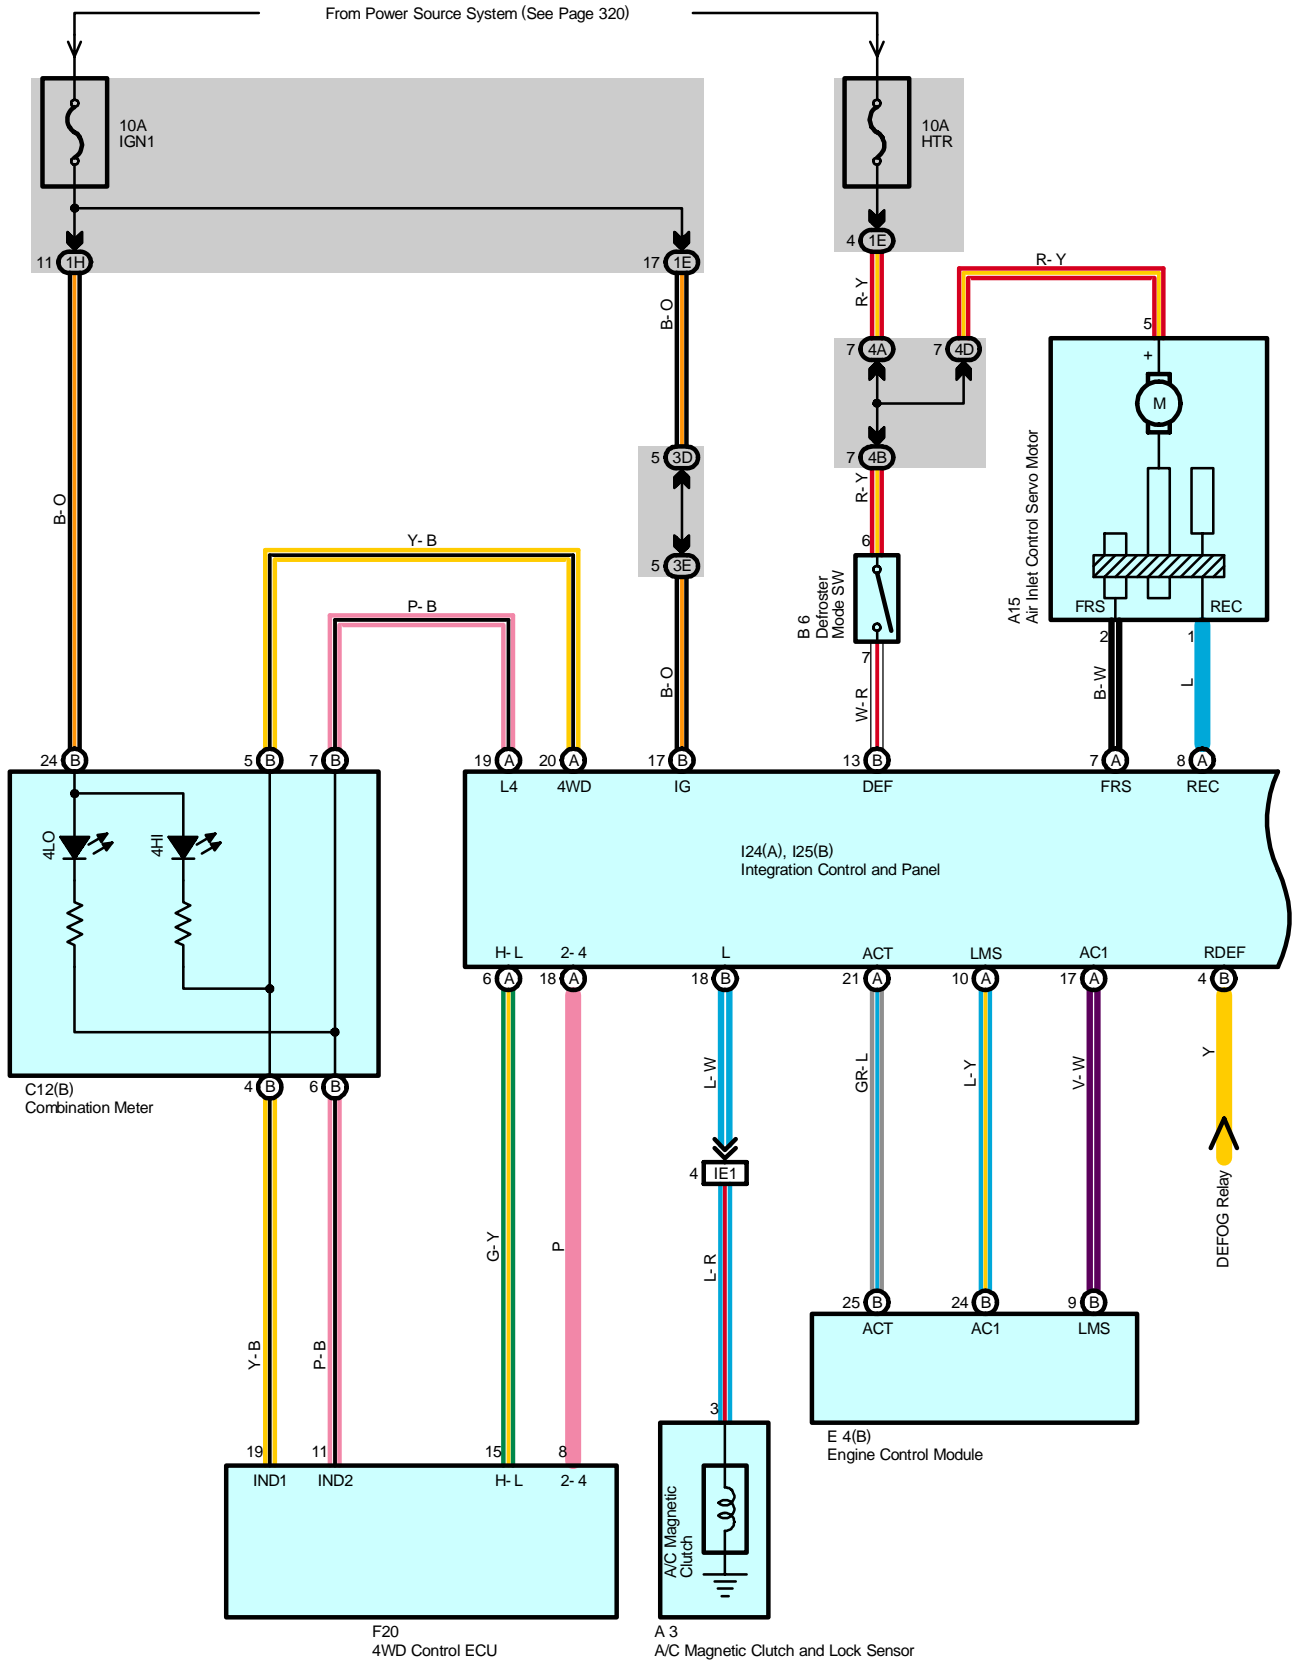 From Power Source System (See Page 320)
10A
IGN1
10A
HTR
11 1H
17 1E
4 1E
R- Y
B- O
R- Y
7 4A
7 4D
5
+
M
A15
Air Inlet Control Servo Motor
5 3D
7 4B
R- Y
B- O
Y- B
6
5 3E
B 6
Defroster
Mode SW
P- B
FRS
REC
7
2
1
B- O
W- R
B- W
L
24 B
5 B
7 B
19 A
20 A
17 B
13 B
7 A
8 A
L4
4WD
IG
DEF
FRS
REC
4LO
4HI
I24(A), I25(B)
Integration Control and Panel
H- L
2- 4
L
ACT
LMS
AC1
RDEF
6 A
18 A
18 B
21 A
10 A
17 A
4 B
C12(B)
Combination Meter
4 B
6 B
L- W
GR- L
L- Y
V- W
Y
4 IE1
DEFOG Relay
G- Y
P
L- R
25 B
24 B
9 B
ACT
AC1
LMS
Y- B
P- B
3
E 4(B)
Engine Control Module
19
11
15
8
IND1
IND2
H- L
2- 4
A/C Magnetic
Clutch
F20
4WD Control ECU
A 3
A/C Magnetic Clutch and Lock Sensor